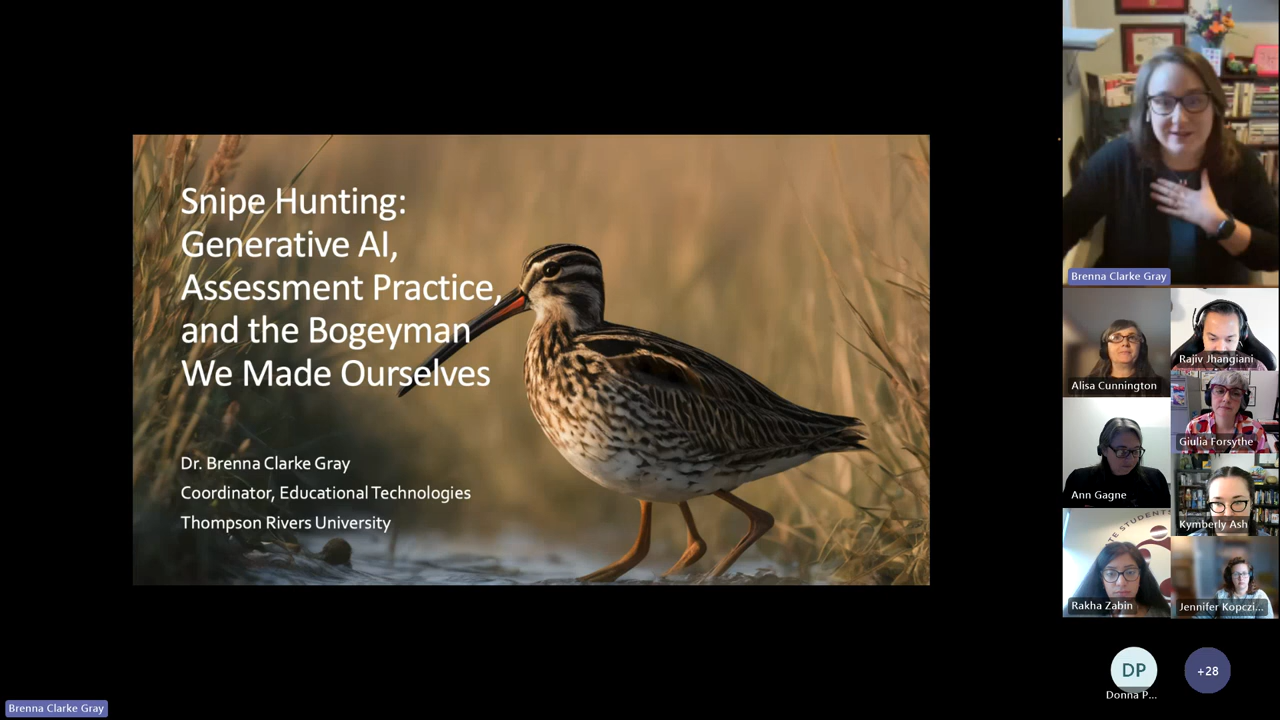 Snipe Hunting:
Generative AI,
Assessment Practice,
and the Bogeyman
We Made Ourselves
Dr. Brenna Clarke Gray
Coordinator, Educational Technologies
Thompson Rivers University
Brenna Clarke Gray
Alisa Cunnington
Rajiv Jhangiani
Giulia Forsythe
Ann Gagne
Kymberly Ash
TE STUDENTS
Rakha Zabin
Jennifer Kopczi...
DP
Donna P...
+28
Brenna Clarke Gray